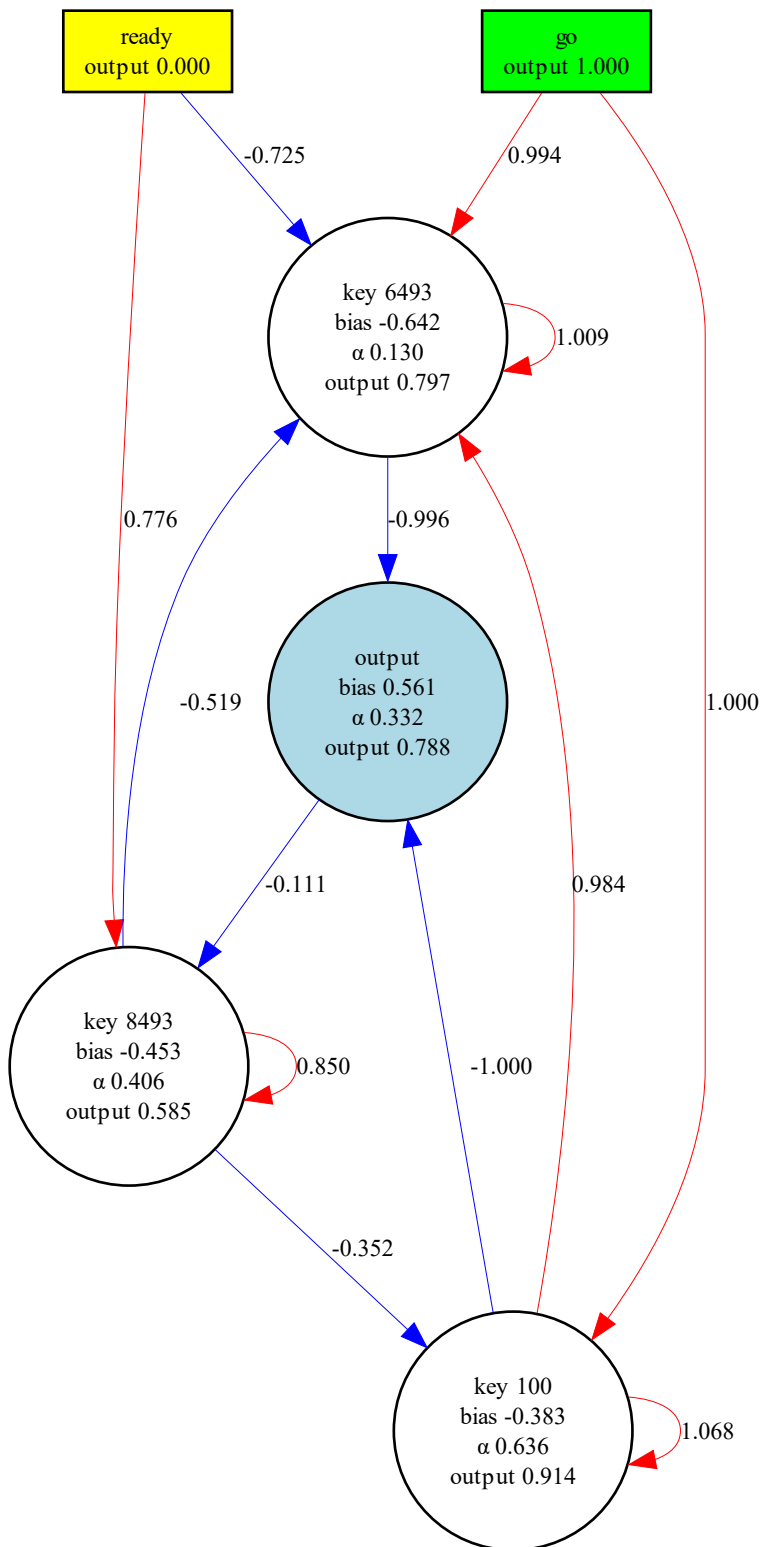 ready
output 0.000
go
output 1.000
-0.725
0.994
key 6493
bias -0.642
α 0.130
output 0.797
1.009
0.776
-0.996
-0.519
output
bias 0.561
α 0.332
output 0.788
1.000
-0.111
0.984
key 8493
bias -0.453
α 0.406
output 0.585
0.850
-1.000
-0.352
key 100
bias -0.383
α 0.636
output 0.914
1.068